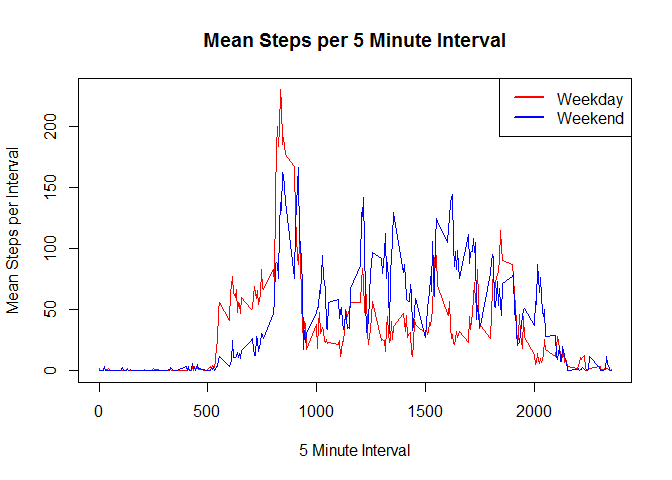 Mean Steps per 5 Minute Interval
Weekday
Weekend
Mean Steps per Interval
200
150
100
50
0
0
500
1000
1500
2000
5 Minute Interval